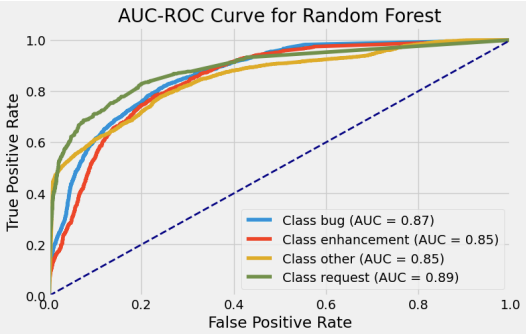 AUC-ROC Curve for Random Forest
True Positive Rate
1.0
0.8
0.6
0.4
0.2
0.0
0.0
0.2
0.4
0.6
0.8
1.0
False Positive Rate
Class bug (AUC = 0.87)
Class enhancement (AUC = 0.85)
Class other (AUC = 0.85)
Class request (AUC = 0.89)